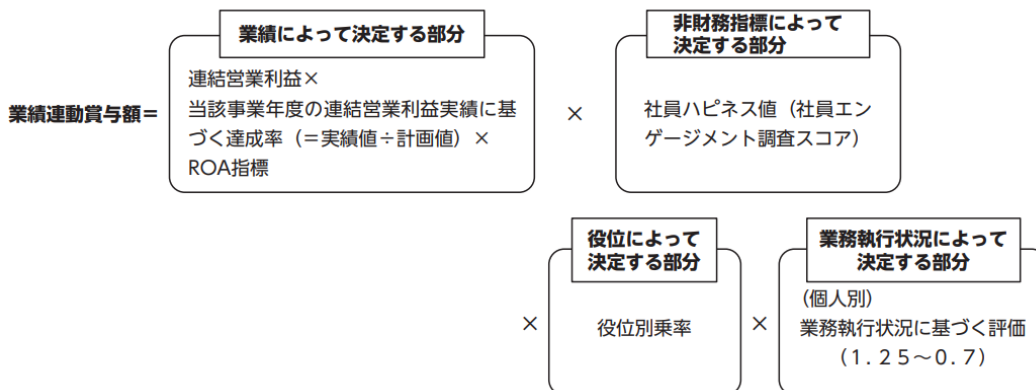 業績によって決定する部分
業績連動賞与額＝
連結営業利益×
当該事業年度の連結営業利益実績に基
づく達成率（＝実績値÷計画値）×
ROA指標
×
非財務指標によって
決定する部分
社員ハピネス値（社員エン
ゲージメント調査スコア）
×
役位によって
決定する部分
役位別乗率
×
業務執行状況によって
決定する部分
(個人別)
業務執行状況に基づく評価
（１．２５～０．７）